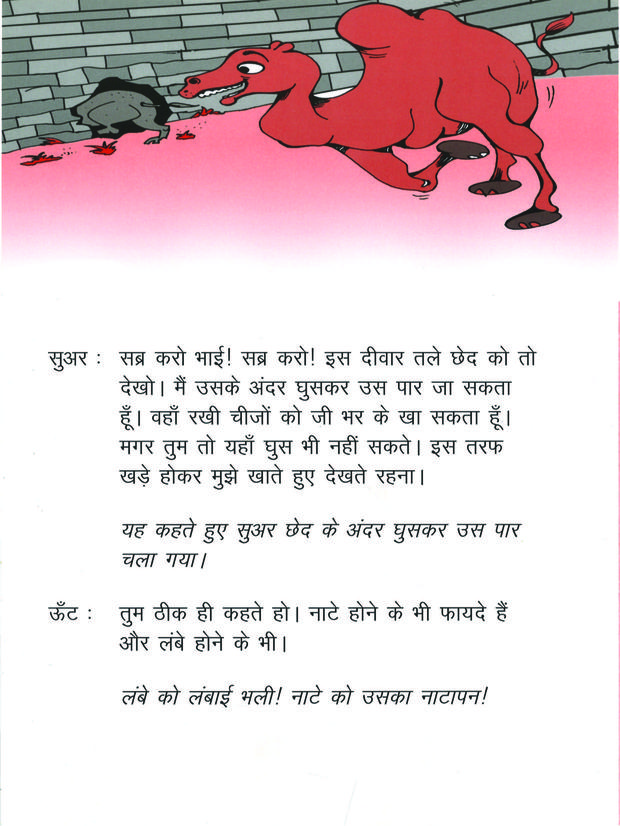 सुअर : सब्र करो भाई! सब्र करो! इस दीवार तले छेद को तो
देखो। मैं उसके अंदर घुसकर उस पार जा सकता
हूँ। वहाँ रखी चीजों को जी भर के खा सकता हूँ।
मगर तुम तो यहाँ घुस भी नहीं सकते। इस तरफ
खड़े होकर मुझे खाते हुए देखते रहना।
यह कहते हुए सुअर छेद के अंदर घुसकर उस पार
चला गया।
ऊँट : तुम ठीक ही कहते हो। नाटे होने के भी फायदे हैं
और लंबे होने के भी।
लंबे को लंबाई भली! नाटे को उसका नाटापन!